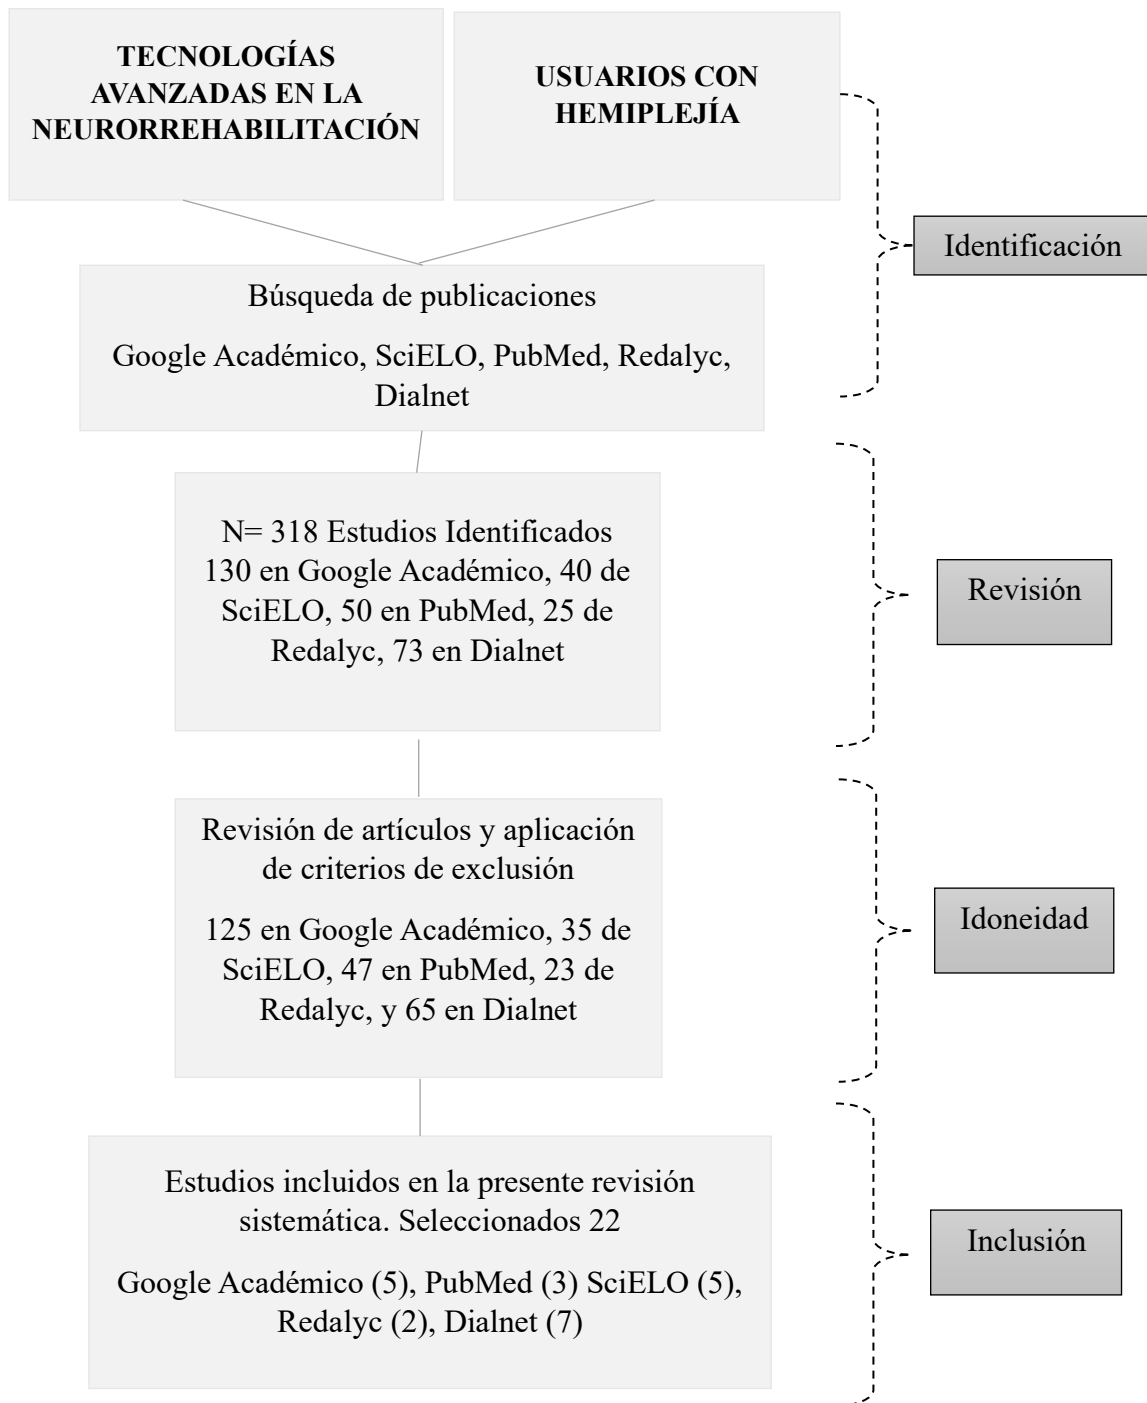 TECNOLOGÍAS
AVANZADAS EN LA
NEURORREHABILITACIÓN
USUARIOS CON
HEMIPLEJÍA
Identificación
Búsqueda de publicaciones
Google Académico, SciELO, PubMed, Redalyc,
Dialnet
N= 318 Estudios Identificados
130 en Google Académico, 40 de
SciELO, 50 en PubMed, 25 de
Redalyc, 73 en Dialnet
Revisión
Revisión de artículos y aplicación
de criterios de exclusión
125 en Google Académico, 35 de
SciELO, 47 en PubMed, 23 de
Redalyc, y 65 en Dialnet
Idoneidad
Estudios incluidos en la presente revisión
sistemática. Seleccionados 22
Google Académico (5), PubMed (3) SciELO (5),
Redalyc (2), Dialnet (7)
Inclusión